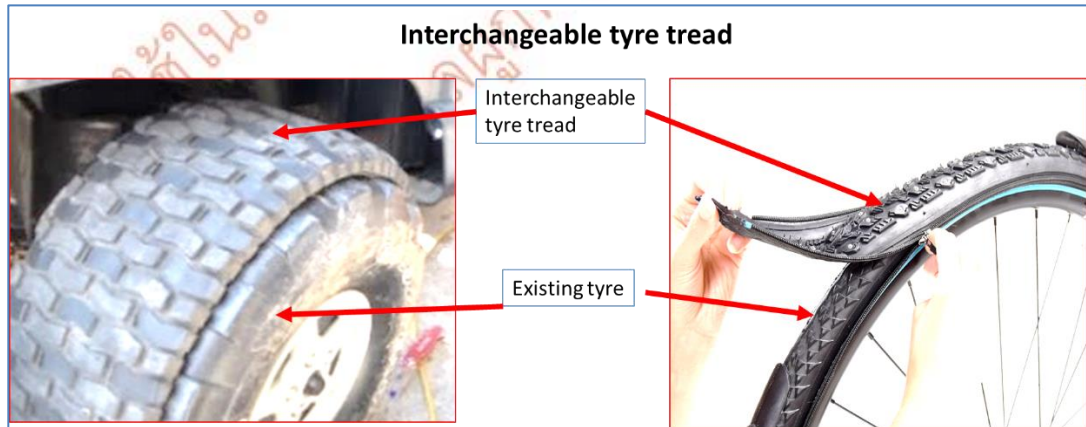 Interchangeable tyre tread
Interchangeable
tyre tread
Existing tyre